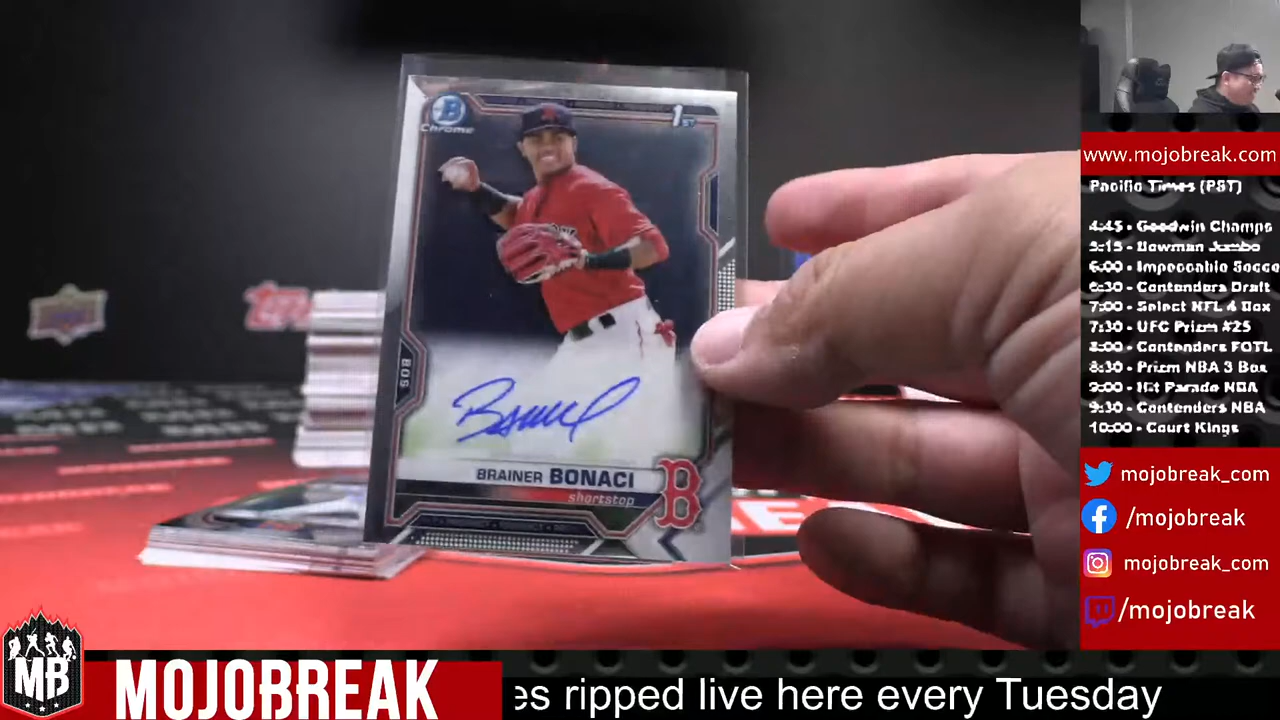 B
Chrome
1ST
BOS
BRAINER BONACI
shortstop
B
www.mojobreak.com
Pacific Times (PST)
4:45 - Goodwin Champs
5:15 - Bowman Jumbo
6:00 - Impeccable Socce
6:30 - Contenders Draft
7:00 - Select NFL 4 Box
7:30 - UFC Prizm #25
8:00 - Contenders FOTL
8:30 - Prizm NBA 3 Box
9:00 - Hit Parade NBA
9:30 - Contenders NBA
10:00 - Court Kings
mojobreak_com
/mojobreak
mojobreak_com
/mojobreak
MB
MOJOBREAK
es ripped live here every Tuesday